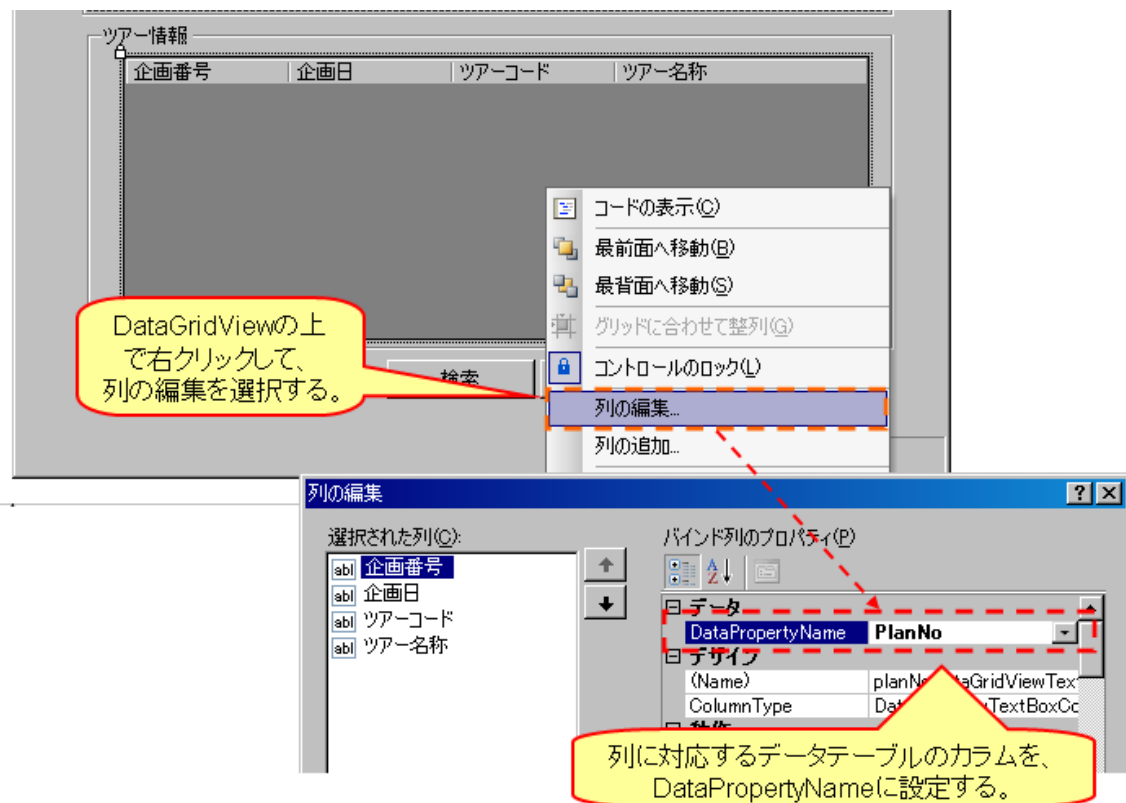 ツアー情報
企画番号 企画日 ツアーコード ツアー名称
コードの表示(C)
最前面へ移動(B)
最背面へ移動(S)
グリッドに合わせて整列(G)
コントロールのロック(L)
列の編集...
列の追加...
DataGridViewの上
で右クリックして、
列の編集を選択する。
検索
列の編集
選択された列(C):
abl 企画番号
abl 企画日
abl ツアーコード
abl ツアー名称
バインド列のプロパティ(P)
データ
DataPropertyName PlanNo
デザイン
(Name)
ColumnType
列に対応するデータテーブルのカラムを、
DataPropertyNameに設定する。